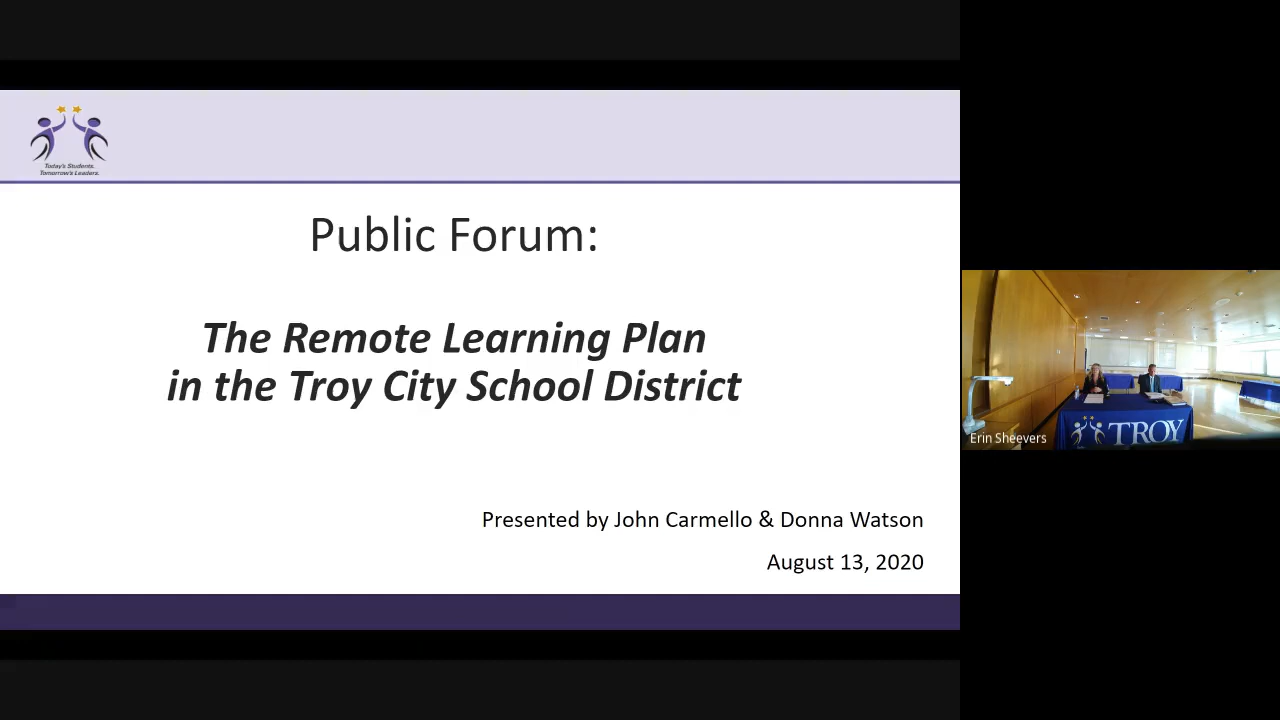 Today's Students.
Tomorrow's Leaders.
Public Forum:
The Remote Learning Plan
in the Troy City School District
Presented by John Carmello & Donna Watson
August 13, 2020
Erin Sheevers
TROY